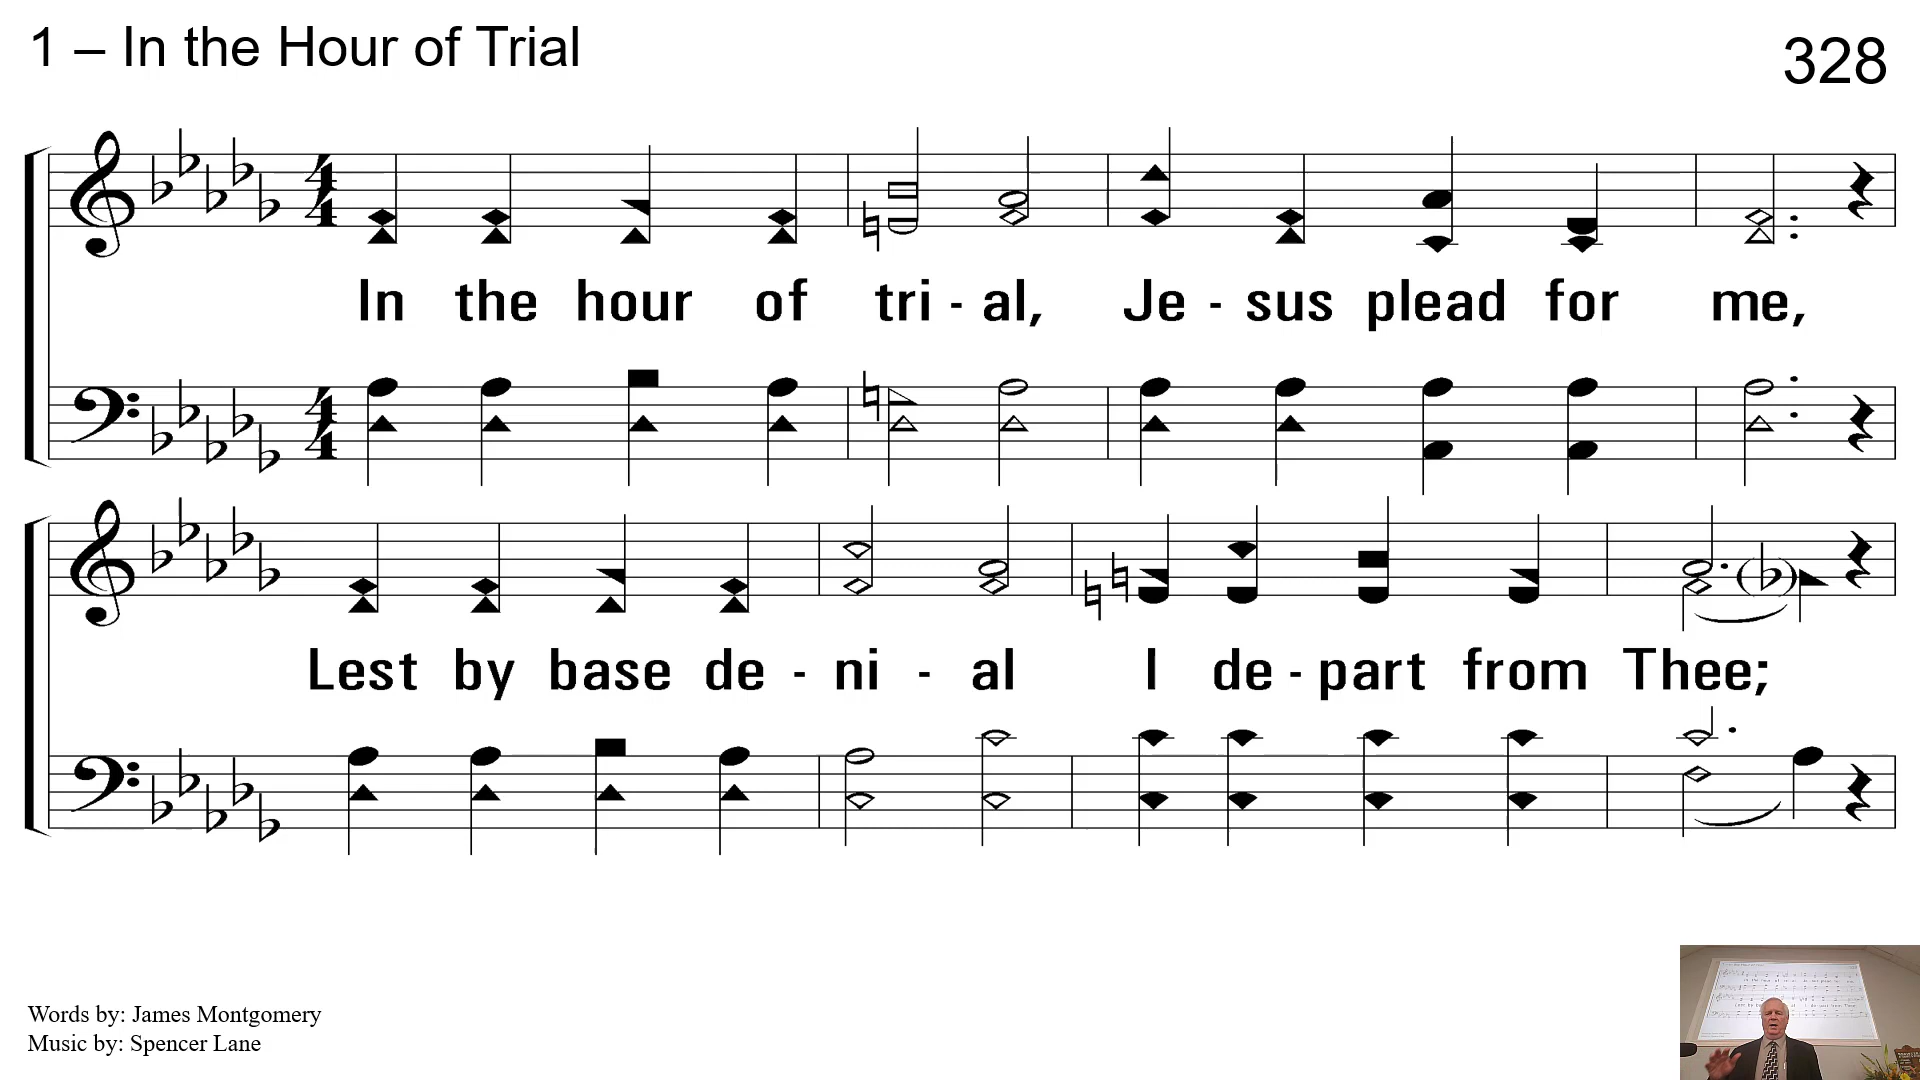 1 – In the Hour of Trial
328
In the hour of tri - al, Je - sus plead for me,
Lest by base de - ni - al I de - part from Thee;
Words by: James Montgomery
Music by: Spencer Lane